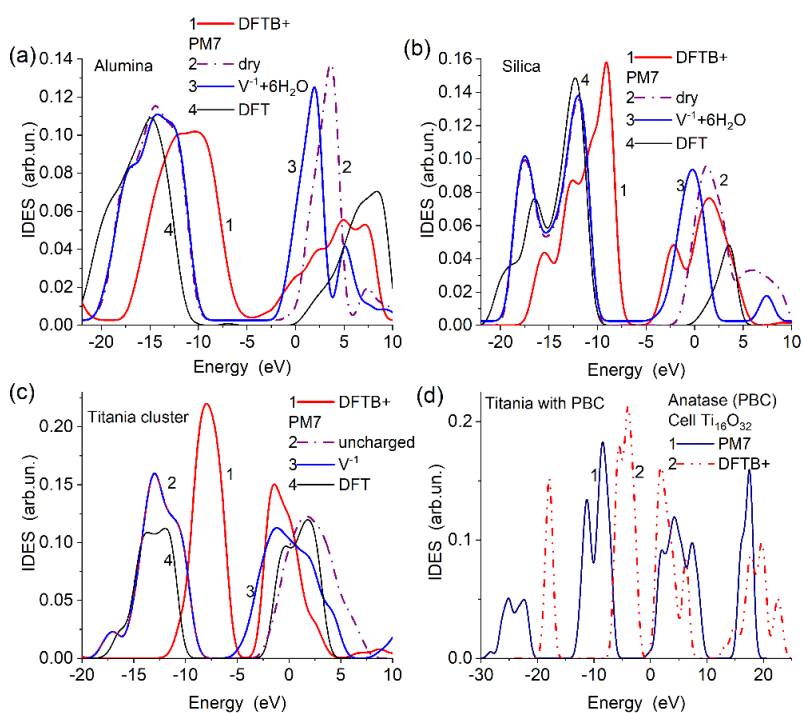 (a)
Alumina
1 DFTB+
PM7
2 dry
3 V⁻¹+6H₂O
4 DFT
0.14
0.12
0.10
0.08
0.06
0.04
0.02
0.00
IDES (arb.un.)
4
1
3
2
-20 -15 -10 -5 0 5 10
Energy (eV)
(b)
Silica
4
1 DFTB+
PM7
2 dry
3 V⁻¹+6H₂O
4 DFT
0.16
0.14
0.12
0.10
0.08
0.06
0.04
0.02
0.00
IDES (arb.un.)
1
3
2
-20 -15 -10 -5 0 5 10
Energy (eV)
(c)
Titania cluster
1 DFTB+
PM7
2 uncharged
3 V⁻¹
4 DFT
0.20
0.15
0.10
0.05
0.00
IDES (arb.un.)
2
4
1
3
-20 -15 -10 -5 0 5 10
Energy (eV)
(d)
Titania with PBC
Anatase (PBC)
Cell Ti₁₆O₃₂
1 PM7
2 DFTB+
0.2
0.1
0.0
IDES (arb.un.)
1
2
-30 -20 -10 0 10 20
Energy (eV)